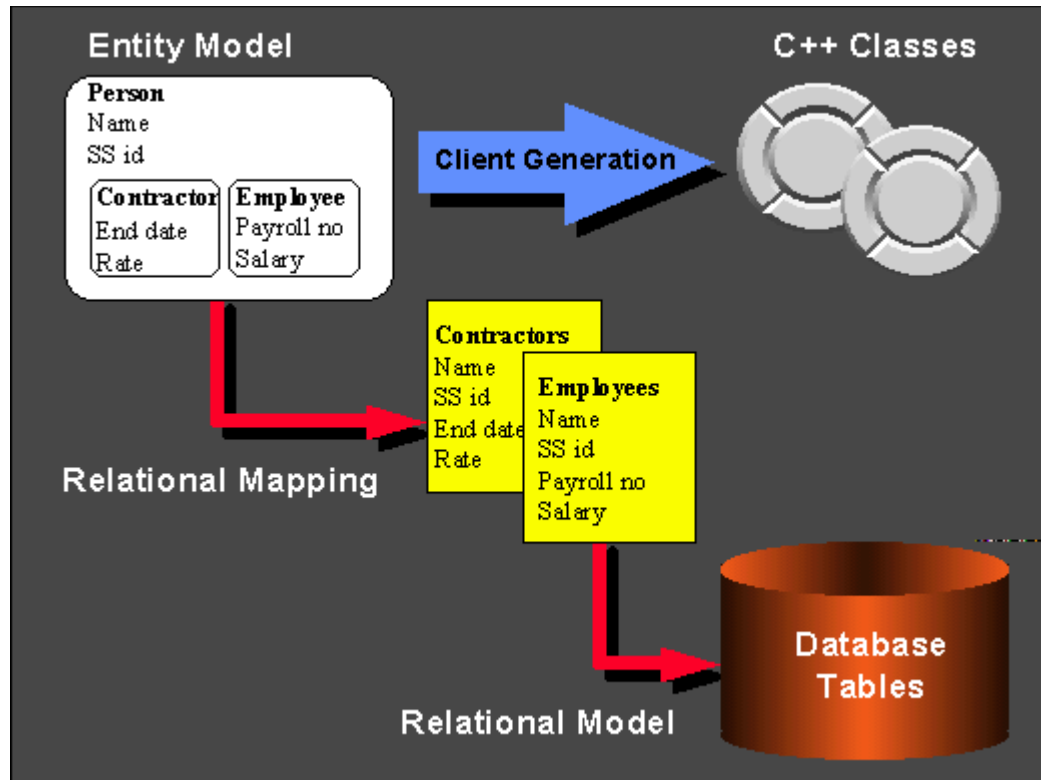 Entity Model
C++ Classes
Person
Name
SS id
Contractor
End date
Rate
Employee
Payroll no
Salary
Client Generation
Contractors
Name
SS id
End date
Rate
Employees
Name
SS id
Payroll no
Salary
Relational Mapping
Database
Tables
Relational Model